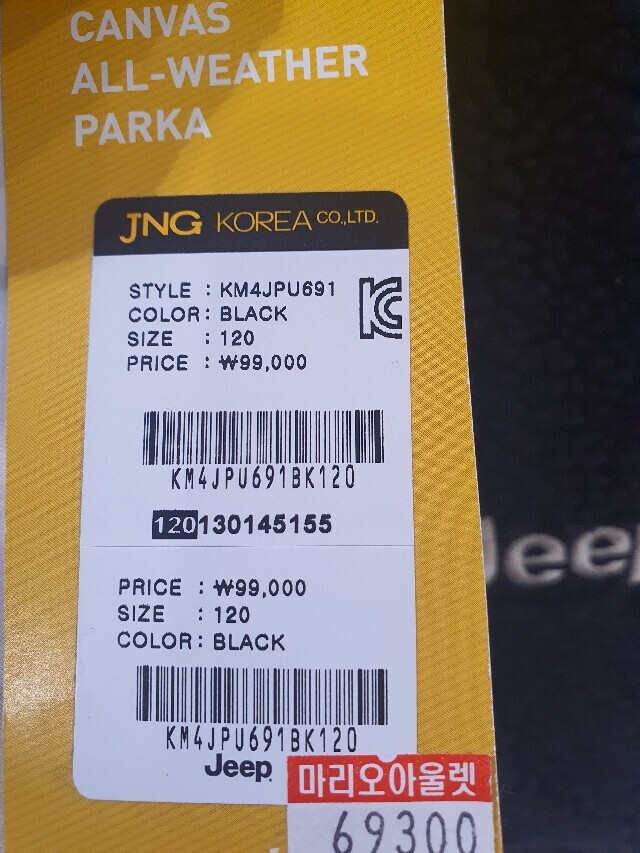 CANVAS
ALL-WEATHER
PARKA
JNG KOREA CO.,LTD.
STYLE : KM4JPU691
COLOR : BLACK
SIZE : 120
PRICE : ₩99,000
KM4JPU691BK120
120130145155
PRICE : ₩99,000
SIZE : 120
COLOR : BLACK
KM4JPU691BK120
Jeep
마리오아울렛
69300
Jeep